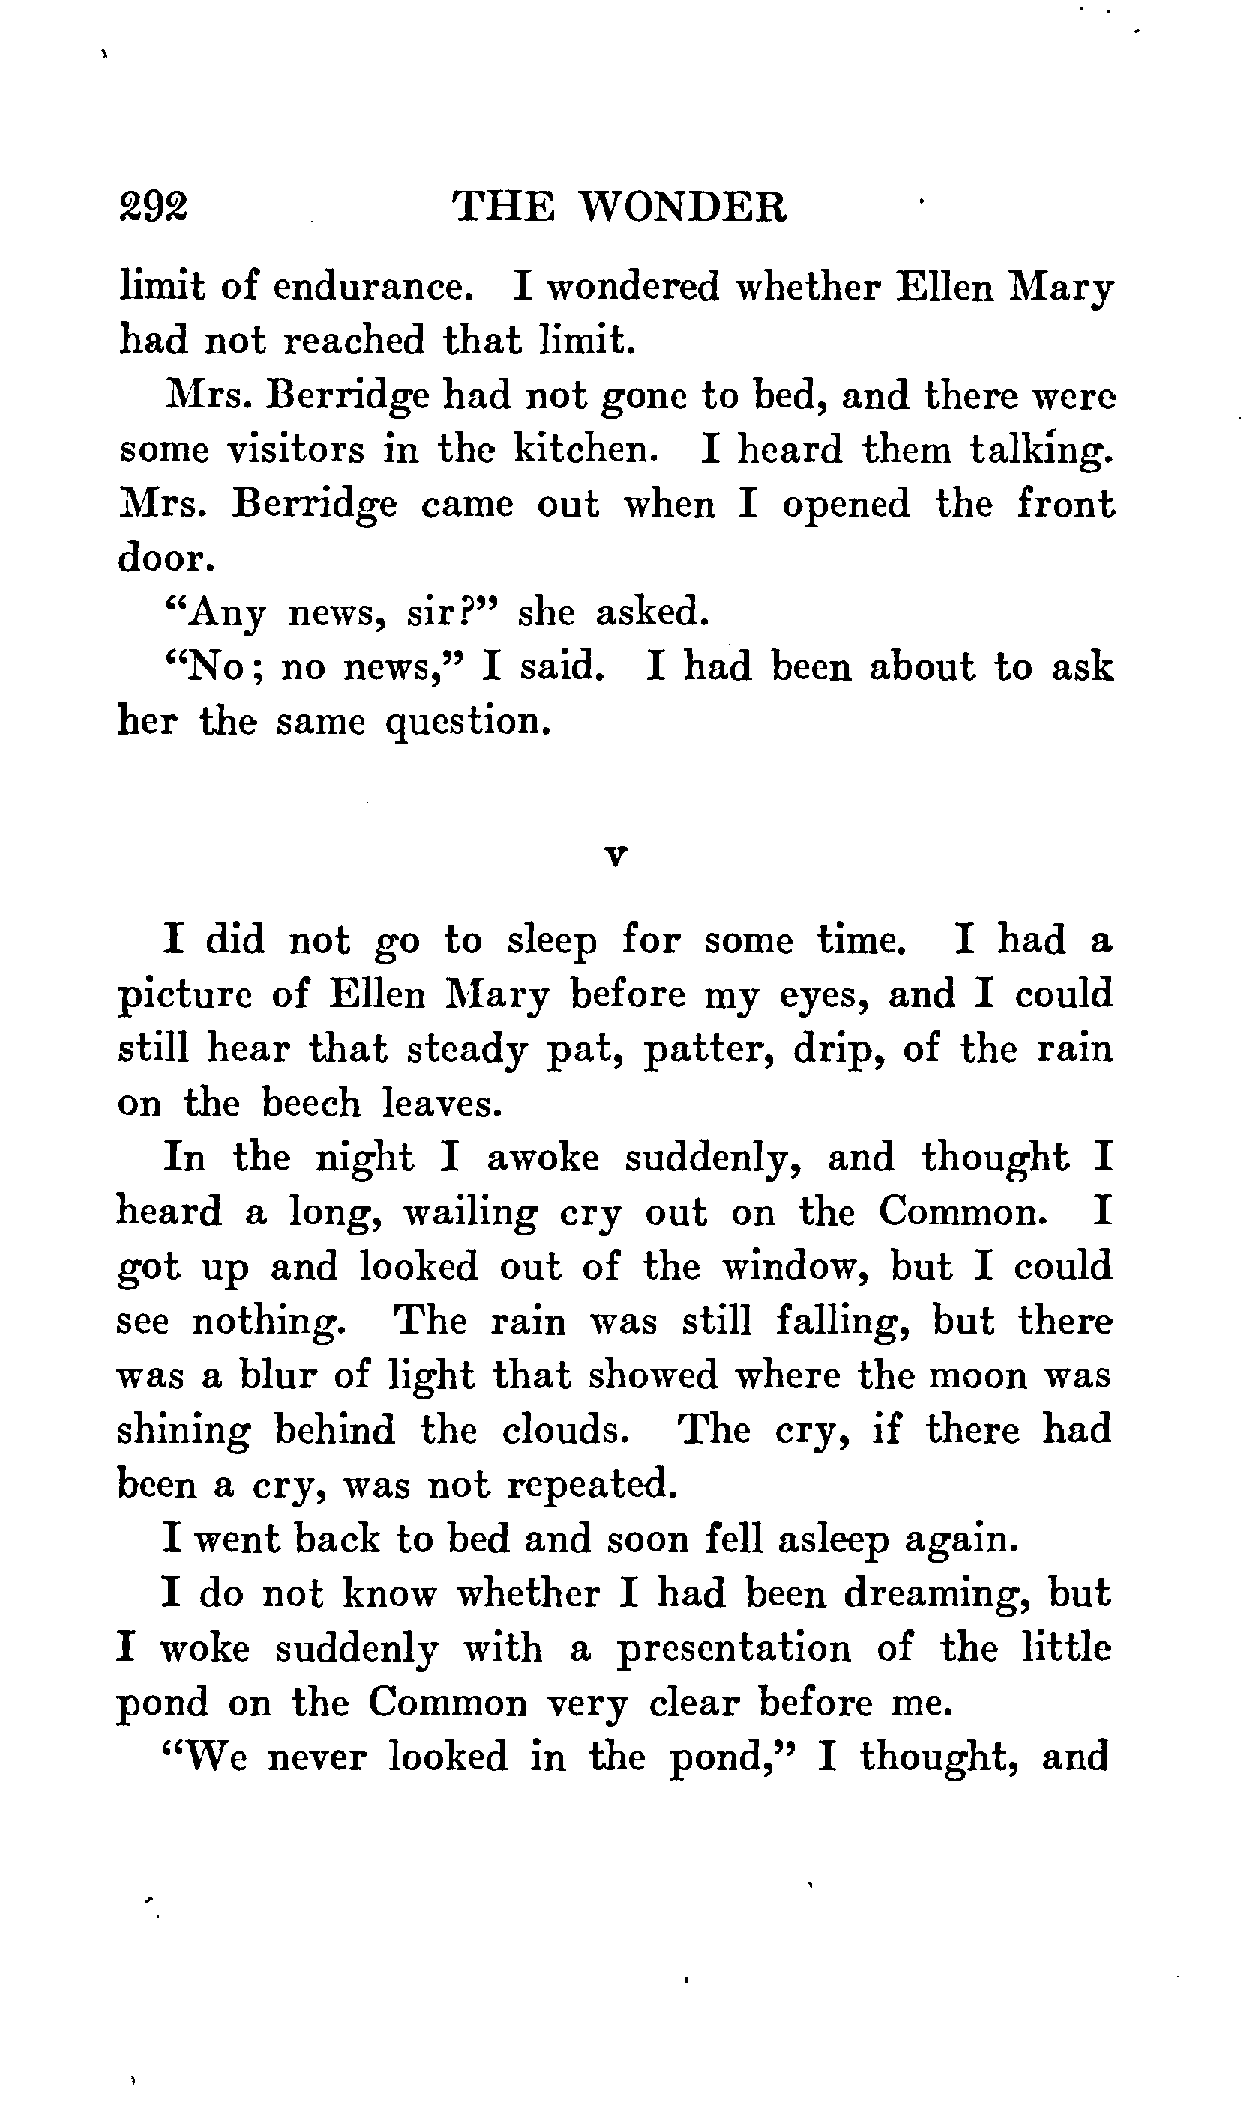 292 THE WONDER
limit of endurance. I wondered whether Ellen Mary
had not reached that limit.
Mrs. Berridge had not gone to bed, and there were
some visitors in the kitchen. I heard them talking.
Mrs. Berridge came out when I opened the front
door.
“Any news, sir?” she asked.
“No; no news,” I said. I had been about to ask
her the same question.
V
I did not go to sleep for some time. I had a
picture of Ellen Mary before my eyes, and I could
still hear that steady pat, patter, drip, of the rain
on the beech leaves.
In the night I awoke suddenly, and thought I
heard a long, wailing cry out on the Common. I
got up and looked out of the window, but I could
see nothing. The rain was still falling, but there
was a blur of light that showed where the moon was
shining behind the clouds. The cry, if there had
been a cry, was not repeated.
I went back to bed and soon fell asleep again.
I do not know whether I had been dreaming, but
I woke suddenly with a presentation of the little
pond on the Common very clear before me.
“We never looked in the pond,” I thought, and